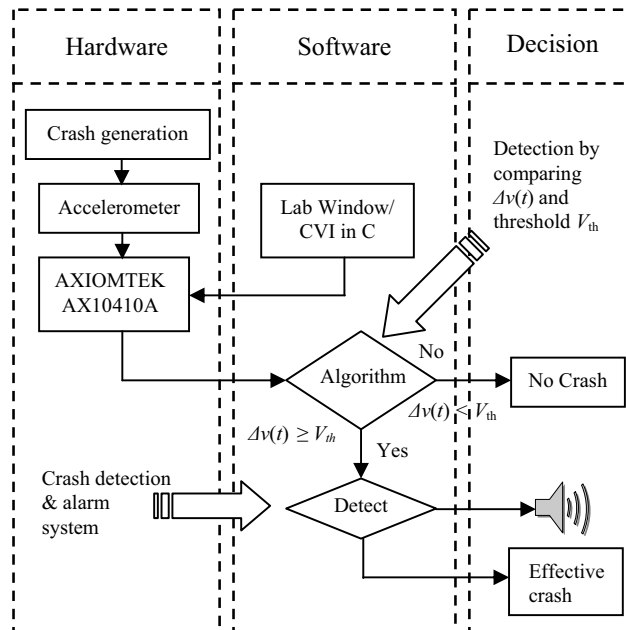 Hardware
Software
Decision
Crash generation
Accelerometer
AXIOMTEK
AX10410A
Lab Window/
CVI in C
Detection by
comparing
Δv(t) and
threshold Vth
Algorithm
No
Δv(t) < Vth
No Crash
Δv(t) ≥ Vth
Yes
Crash detection
& alarm
system
Detect
Effective
crash